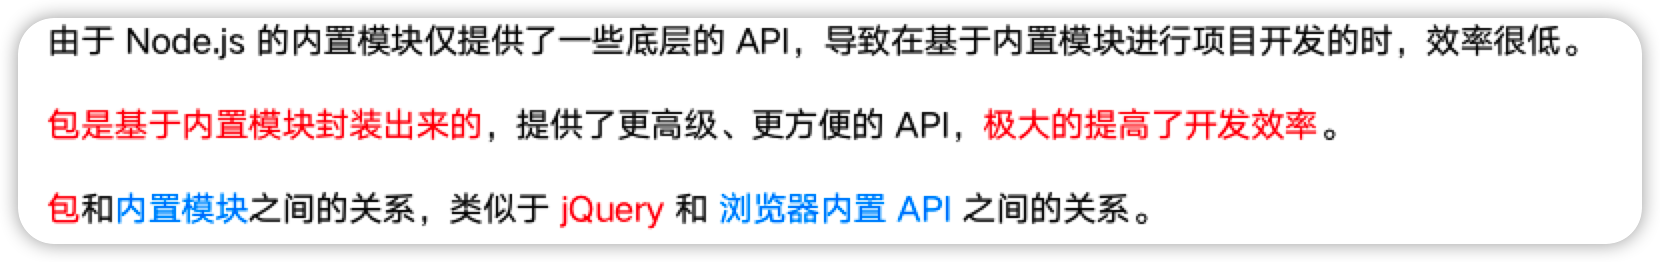 由于 Node.js 的内置模块仅提供了一些底层的 API，导致在基于内置模块进行项目开发的时，效率很低。
包是基于内置模块封装出来的，提供了更高级、更方便的 API，极大的提高了开发效率。
包和内置模块之间的关系，类似于 jQuery 和 浏览器内置 API 之间的关系。